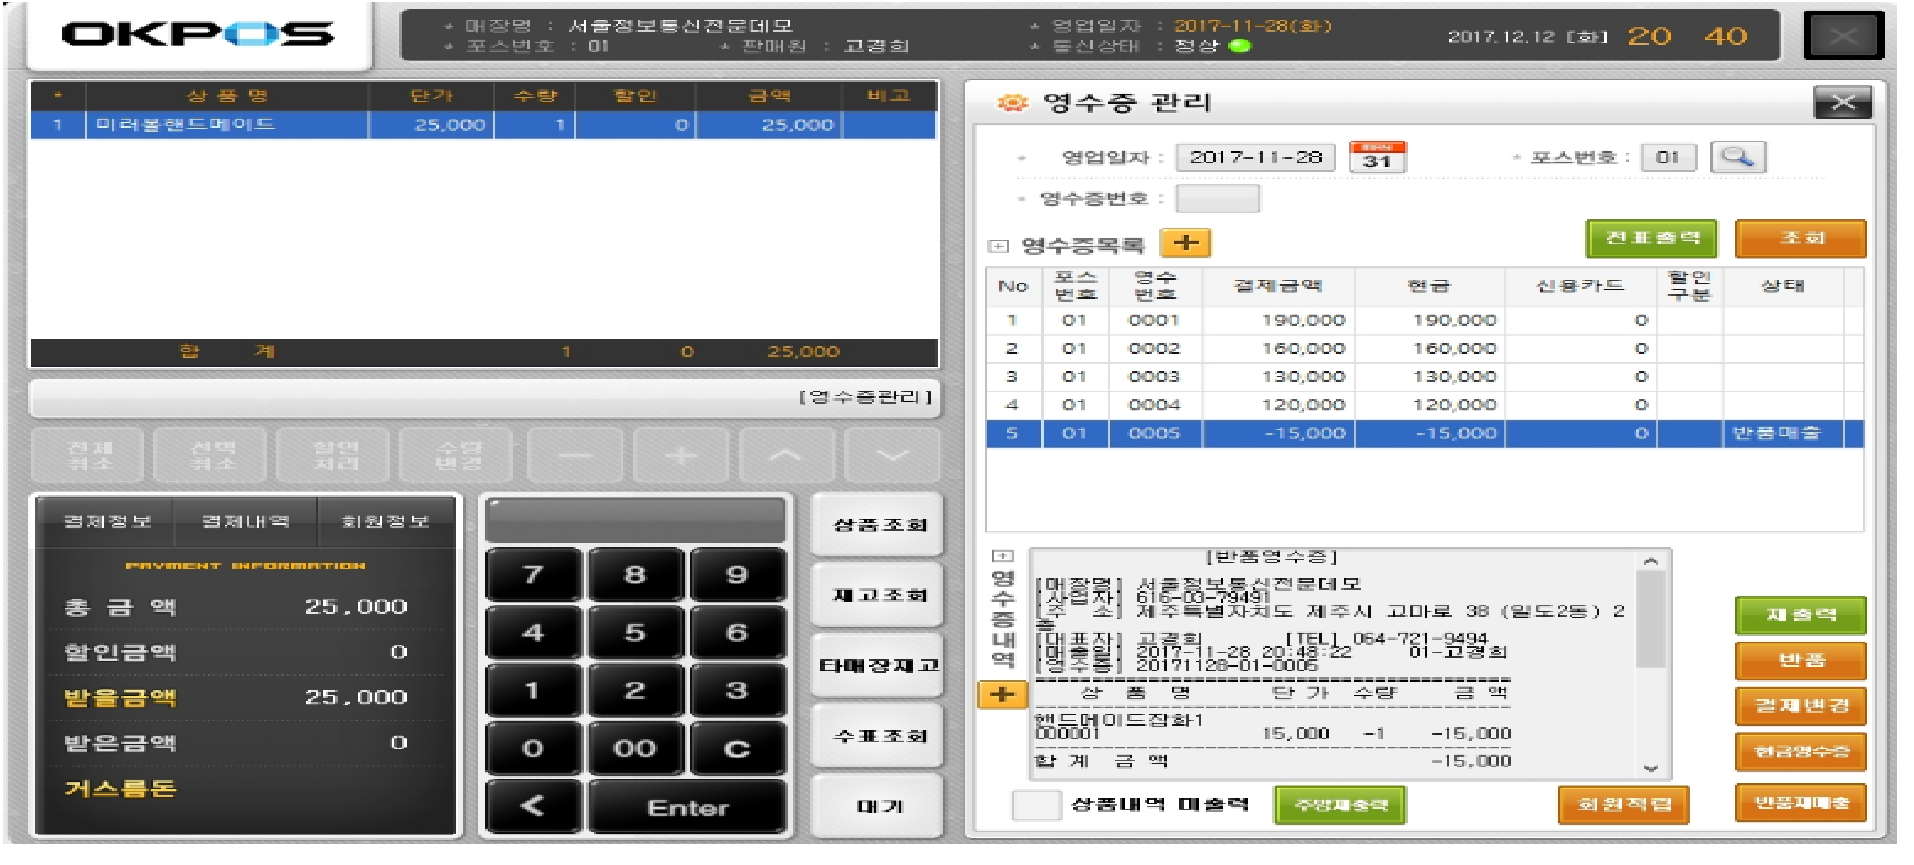 OKPOS
* 매장명 : 서울정보통신전문데모
* 포스번호 : 01 * 판매원 : 고경희
* 영업일자 : 2017-11-28(화)
* 통신상태 : 정상
2017.12.12 [화] 20 40
* 상 품 명 단가 수량 할인 금액 비고
1 미러볼핸드메이드 25,000 1 0 25,000
합 계 1 0 25,000
[영수증관리]
전체취소 선택취소 할인처리 수량변경 - +
결제정보 결제내역 회원정보
PAYMENT INFORMATION
총 금 액 25,000
할인금액 0
받을금액 25,000
받은금액 0
거스름돈
7 8 9
4 5 6
1 2 3
0 00 C
< Enter
상품조회
재고조회
타매장재고
수표조회
대기
영수증 관리
* 영업일자 : 2017-11-28 31 * 포스번호 : 01
* 영수증번호 :
영수증목록 +
전표출력 조회
No 포스번호 영수번호 결제금액 현금 신용카드 할인구분 상태
1 01 0001 190,000 190,000 0
2 01 0002 160,000 160,000 0
3 01 0003 130,000 130,000 0
4 01 0004 120,000 120,000 0
5 01 0005 -15,000 -15,000 0 반품매출
영수증내역
+
[반품영수증]
[매장명] 서울정보통신전문데모
[사업자] 616-03-79491
[주 소] 제주특별자치도 제주시 고마로 38 (일도2동) 2
층
[대표자] 고경희 [TEL] 064-721-9494
[매출일] 2017-11-28 20:48:22 01-고경희
[영수증] 20171128-01-0005
상 품 명 단 가 수량 금 액
핸드메이드잡화1
000001 15,000 -1 -15,000
합 계 금 액 -15,000
재출력
반품
결제변경
현금영수증
반품재매출
상품내역 미출력 주방재출력 회원적립